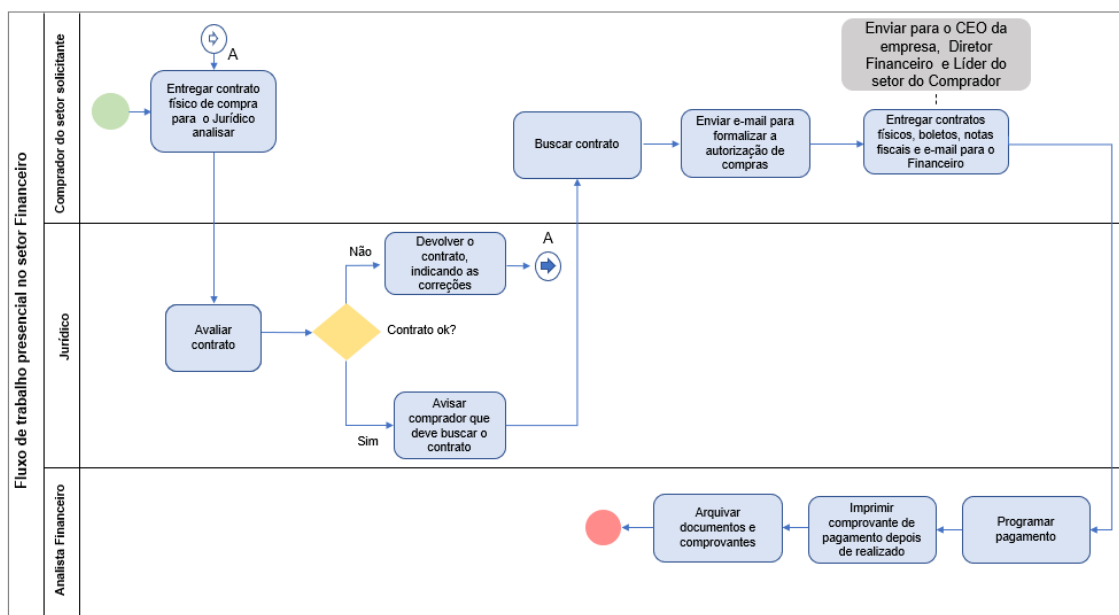 Fluxo de trabalho presencial no setor Financeiro
Comprador do setor solicitante
A
Entregar contrato
físico de compra
para o Jurídico
analisar
Buscar contrato
Enviar e-mail para
formalizar a
autorização de
compras
Enviar para o CEO da
empresa, Diretor
Financeiro e Líder do
setor do Comprador
Entregar contratos
físicos, boletos, notas
fiscais e e-mail para o
Financeiro
Jurídico
Avaliar
contrato
Não
Contrato ok?
Sim
Devolver o
contrato,
indicando as
correções
A
Avisar
comprador que
deve buscar o
contrato
Analista Financeiro
Arquivar
documentos e
comprovantes
Imprimir
comprovante de
pagamento depois
de realizado
Programar
pagamento